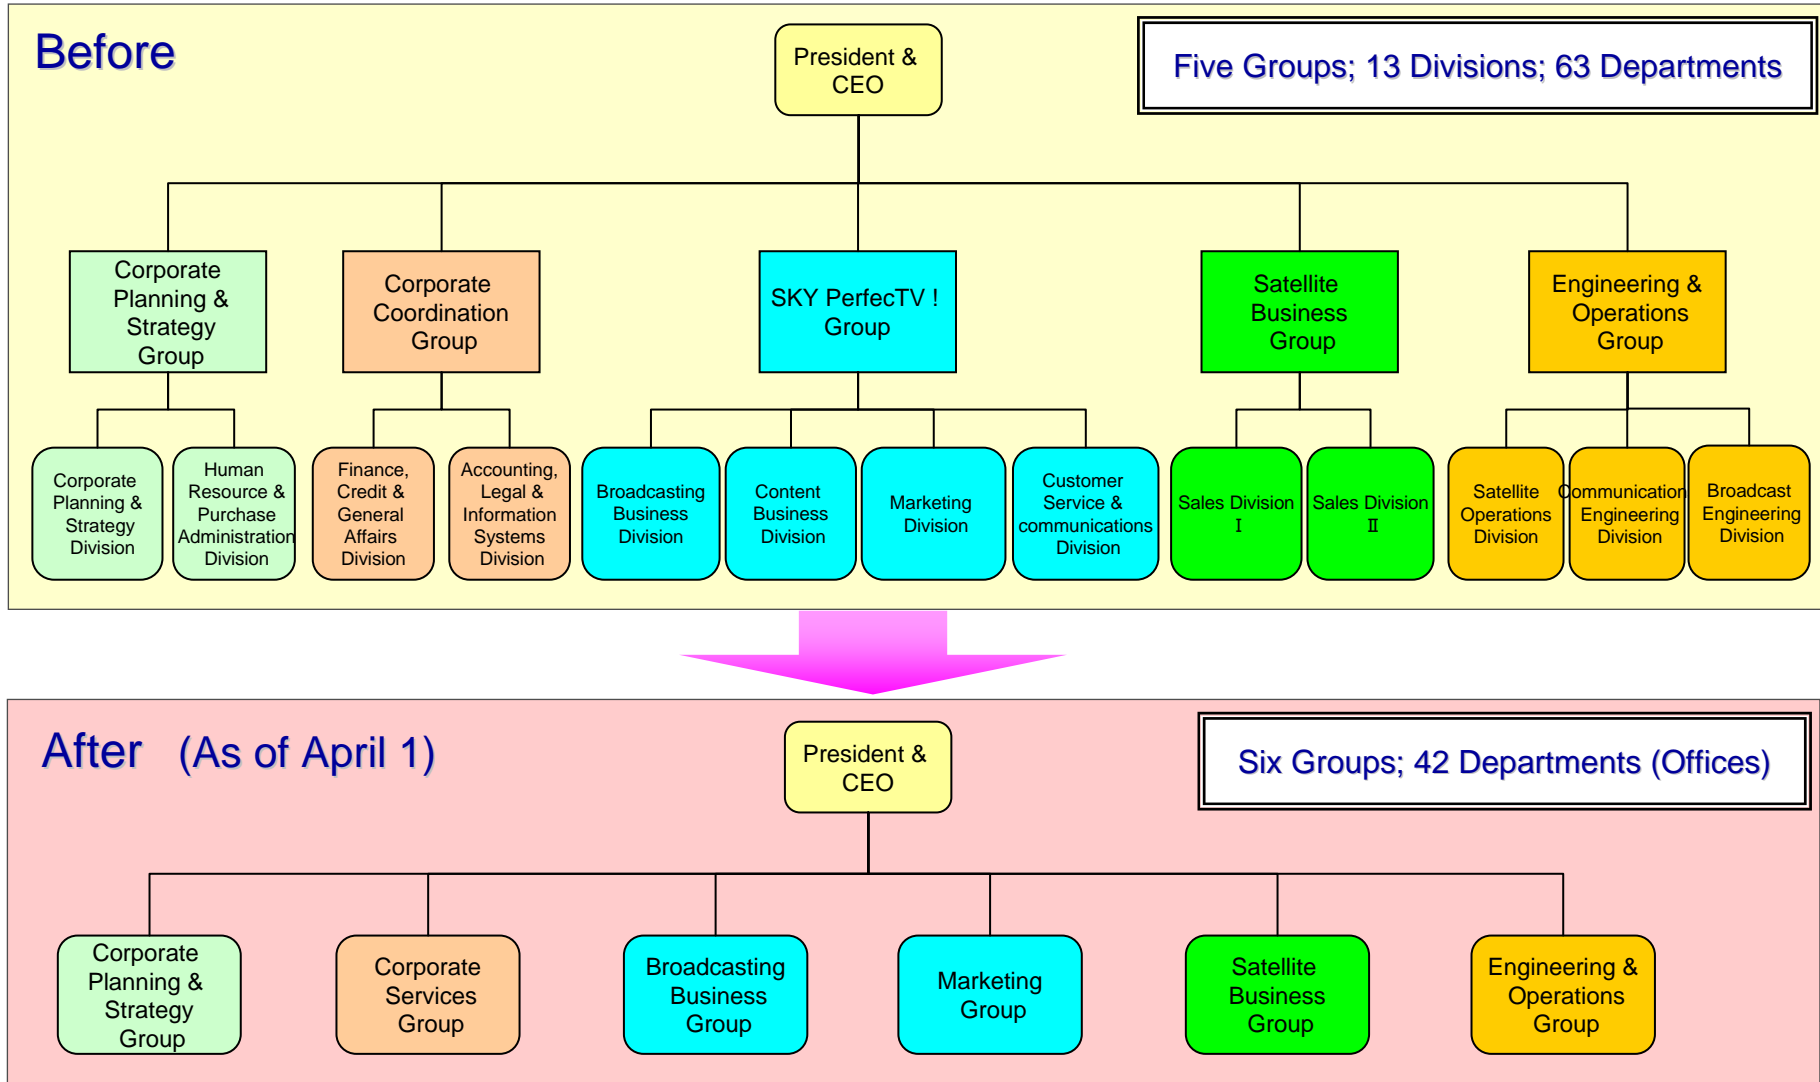 Before
President &
CEO
Five Groups; 13 Divisions; 63 Departments
Corporate
Planning &
Strategy
Group
Corporate
Coordination
Group
SKY PerfecTV !
Group
Satellite
Business
Group
Engineering &
Operations
Group
Corporate
Planning &
Strategy
Division
Human
Resource &
Purchase
Administration
Division
Finance,
Credit &
General
Affairs
Division
Accounting,
Legal &
Information
Systems
Division
Broadcasting
Business
Division
Content
Business
Division
Marketing
Division
Customer
Service &
communications
Division
Sales Division
Ⅰ
Sales Division
Ⅱ
Satellite
Operations
Division
Communication
Engineering
Division
Broadcast
Engineering
Division
After (As of April 1)
President &
CEO
Six Groups; 42 Departments (Offices)
Corporate
Planning &
Strategy
Group
Corporate
Services
Group
Broadcasting
Business
Group
Marketing
Group
Satellite
Business
Group
Engineering &
Operations
Group